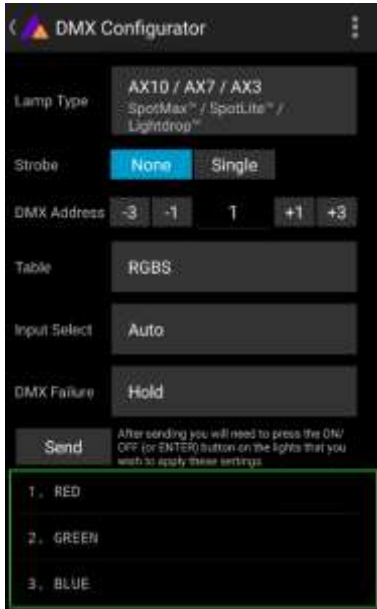 DMX Configurator
Lamp Type
AX10 / AX7 / AX3
SpotMax™ / SpotLite™ /
Lightdrop™
Strobe
None Single
DMX Address -3 -1 1 +1 +3
Table RGBS
Input Select Auto
DMX Failure Hold
Send
After sending you will need to press the ON/
OFF (or ENTER) button on the lights that you
wish to apply these settings.
1. RED
2. GREEN
3. BLUE